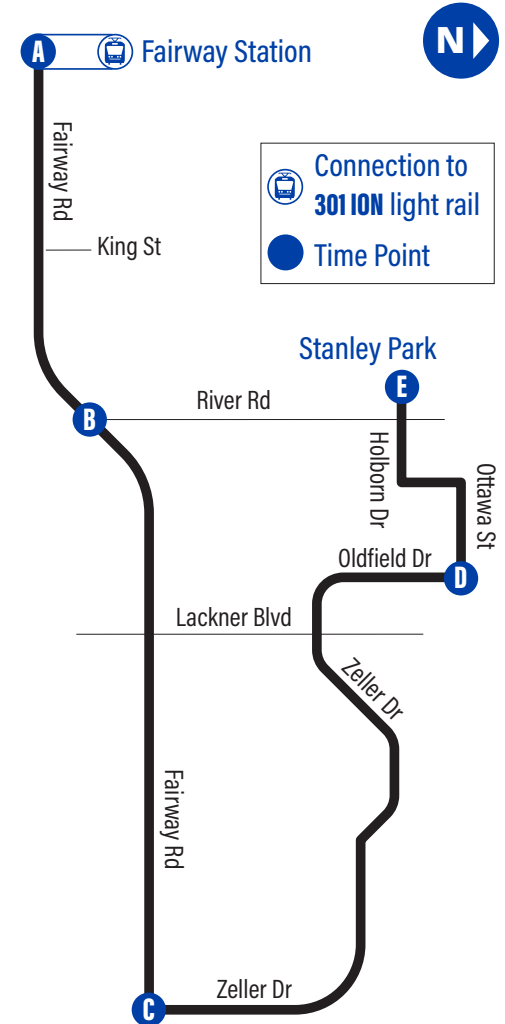 A
Fairway Station
N
Fairway Rd
Connection to
301 ION light rail
Time Point
King St
Stanley Park
E
River Rd
B
Holborn Dr
Ottawa St
Oldfield Dr
D
Lackner Blvd
Zeller Dr
Fairway Rd
Zeller Dr
C